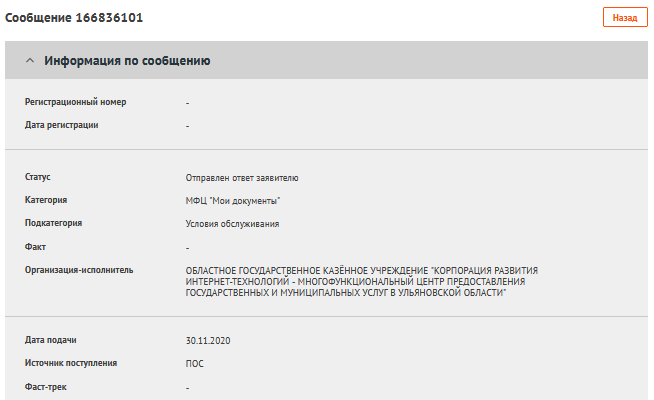 Сообщение 166836101
Назад
Информация по сообщению
Регистрационный номер -
Дата регистрации -
Статус Отправлен ответ заявителю
Категория МФЦ "Мои документы"
Подкатегория Условия обслуживания
Факт -
Организация-исполнитель ОБЛАСТНОЕ ГОСУДАРСТВЕННОЕ КАЗЁННОЕ УЧРЕЖДЕНИЕ "КОРПОРАЦИЯ РАЗВИТИЯ
ИНТЕРНЕТ-ТЕХНОЛОГИЙ - МНОГОФУНКЦИОНАЛЬНЫЙ ЦЕНТР ПРЕДОСТАВЛЕНИЯ
ГОСУДАРСТВЕННЫХ И МУНИЦИПАЛЬНЫХ УСЛУГ В УЛЬЯНОВСКОЙ ОБЛАСТИ"
Дата подачи 30.11.2020
Источник поступления ПОС
Фаст-трек -